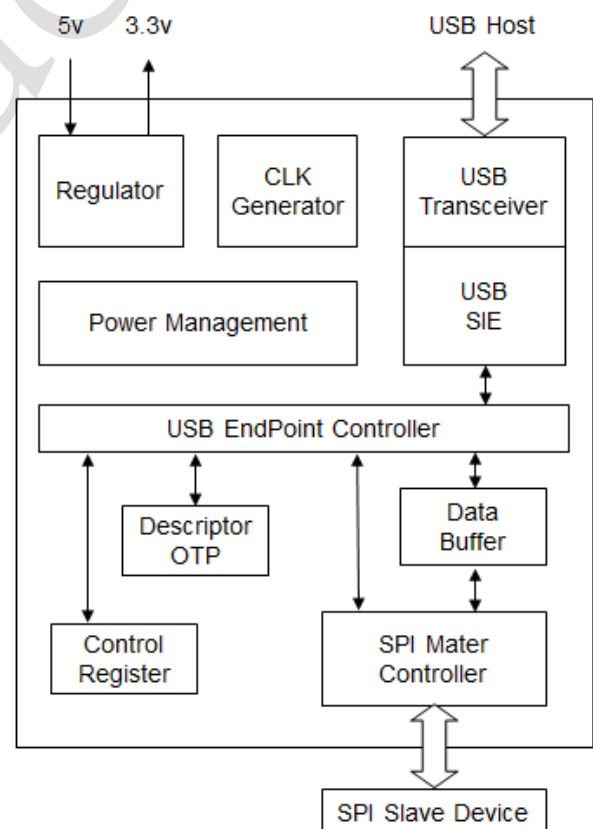 5v 3.3v USB Host
Regulator
CLK
Generator
USB
Transceiver
Power Management
USB
SIE
USB EndPoint Controller
Descriptor
OTP
Data
Buffer
Control
Register
SPI Mater
Controller
SPI Slave Device